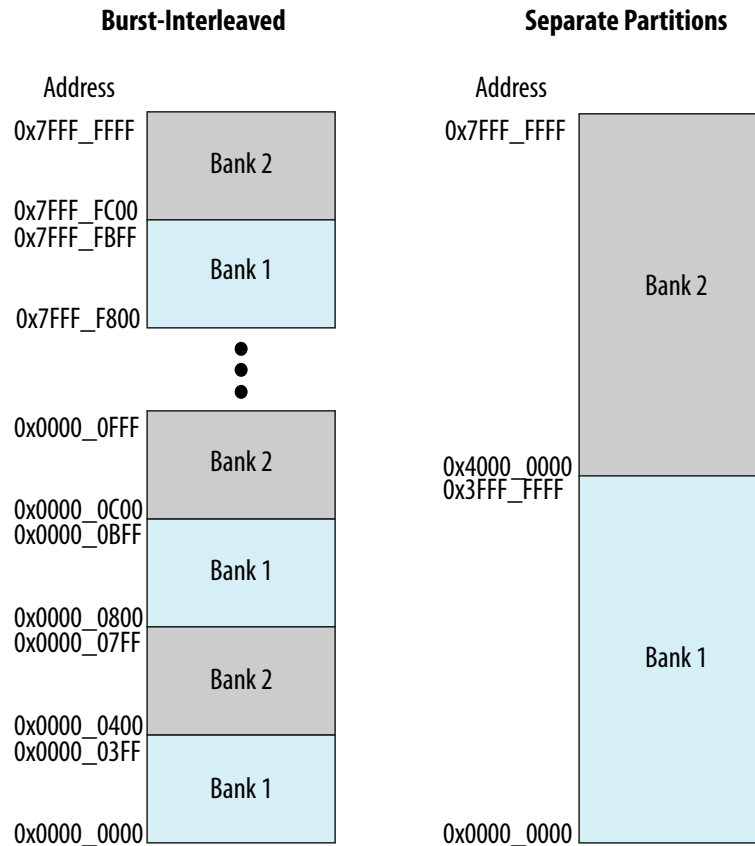 Burst-Interleaved
Address
0x7FFF_FFFF
Bank 2
0x7FFF_FC00
0x7FFF_FBFF
Bank 1
0x7FFF_F800
0x0000_0FFF
Bank 2
0x0000_0C00
0x0000_0BFF
Bank 1
0x0000_0800
0x0000_07FF
Bank 2
0x0000_0400
0x0000_03FF
Bank 1
0x0000_0000
Separate Partitions
Address
0x7FFF_FFFF
Bank 2
0x4000_0000
0x3FFF_FFFF
Bank 1
0x0000_0000